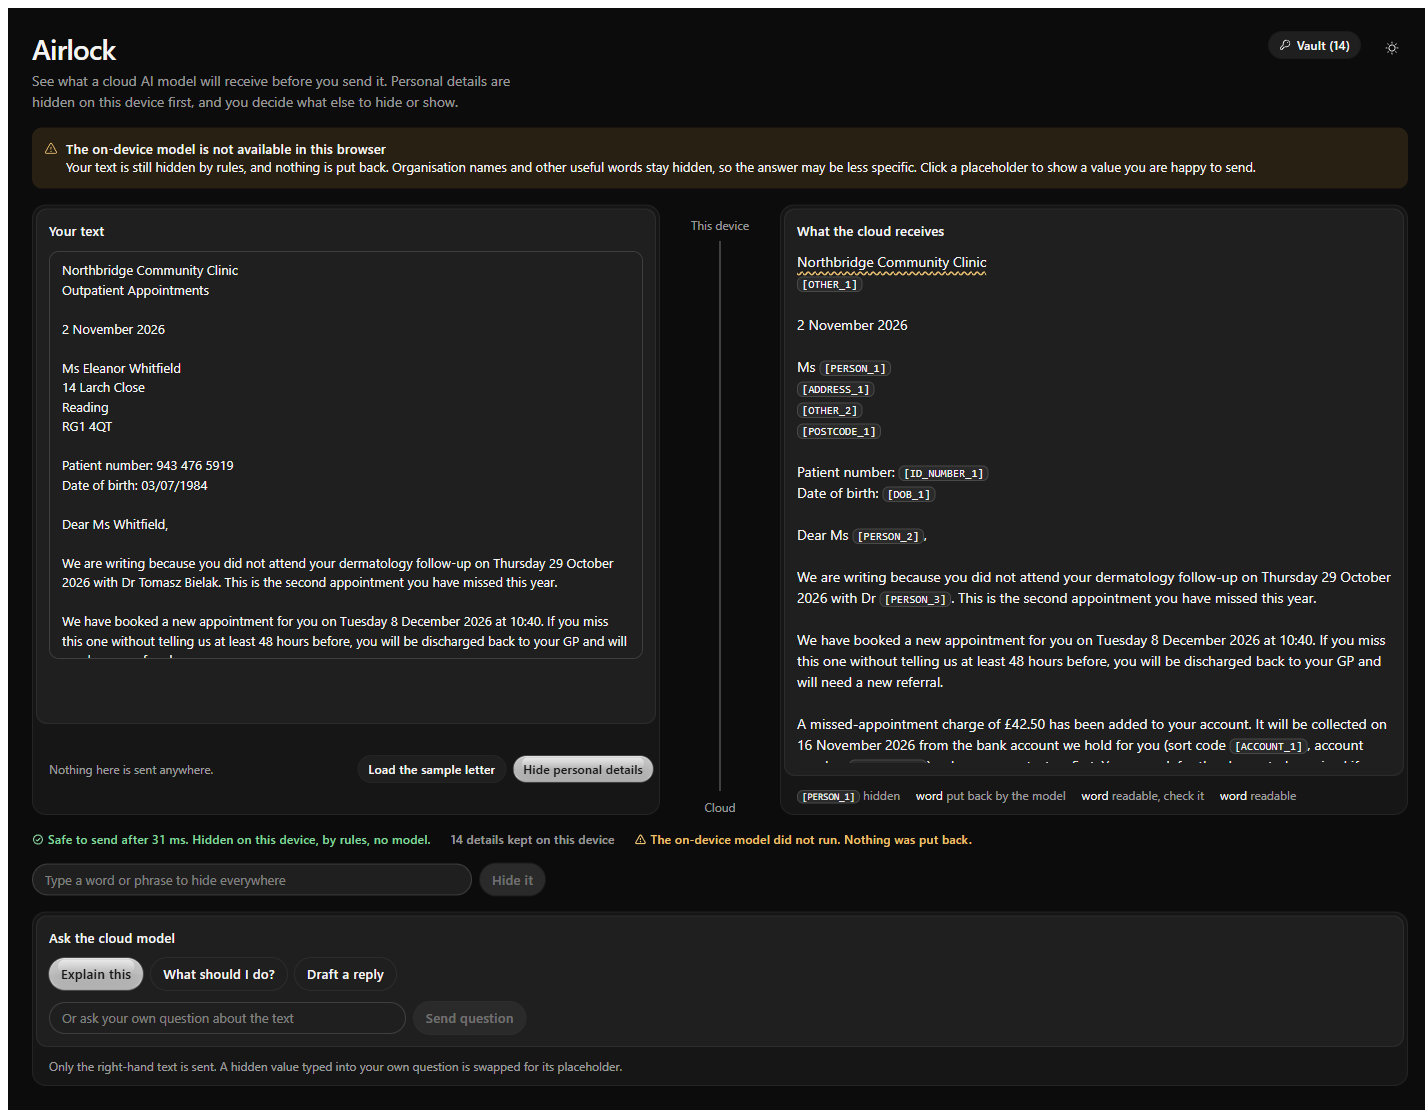 Airlock
Vault (14)
See what a cloud AI model will receive before you send it. Personal details are
hidden on this device first, and you decide what else to hide or show.
The on-device model is not available in this browser
Your text is still hidden by rules, and nothing is put back. Organisation names and other useful words stay hidden, so the answer may be less specific. Click a placeholder to show a value you are happy to send.
Your text
Northbridge Community Clinic
Outpatient Appointments
2 November 2026
Ms Eleanor Whitfield
14 Larch Close
Reading
RG1 4QT
Patient number: 943 476 5919
Date of birth: 03/07/1984
Dear Ms Whitfield,
We are writing because you did not attend your dermatology follow-up on Thursday 29 October
2026 with Dr Tomasz Bielak. This is the second appointment you have missed this year.
We have booked a new appointment for you on Tuesday 8 December 2026 at 10:40. If you miss
this one without telling us at least 48 hours before, you will be discharged back to your GP and will
Nothing here is sent anywhere.
Load the sample letter
Hide personal details
This device
Cloud
What the cloud receives
Northbridge Community Clinic
[OTHER_1]
2 November 2026
Ms [PERSON_1]
[ADDRESS_1]
[OTHER_2]
[POSTCODE_1]
Patient number: [ID_NUMBER_1]
Date of birth: [DOB_1]
Dear Ms [PERSON_2],
We are writing because you did not attend your dermatology follow-up on Thursday 29 October
2026 with Dr [PERSON_3]. This is the second appointment you have missed this year.
We have booked a new appointment for you on Tuesday 8 December 2026 at 10:40. If you miss
this one without telling us at least 48 hours before, you will be discharged back to your GP and
will need a new referral.
A missed-appointment charge of £42.50 has been added to your account. It will be collected on
16 November 2026 from the bank account we hold for you (sort code [ACCOUNT_1], account
[PERSON_1] hidden word put back by the model word readable, check it word readable
Safe to send after 31 ms. Hidden on this device, by rules, no model. 14 details kept on this device The on-device model did not run. Nothing was put back.
Type a word or phrase to hide everywhere
Hide it
Ask the cloud model
Explain this
What should I do?
Draft a reply
Or ask your own question about the text
Send question
Only the right-hand text is sent. A hidden value typed into your own question is swapped for its placeholder.